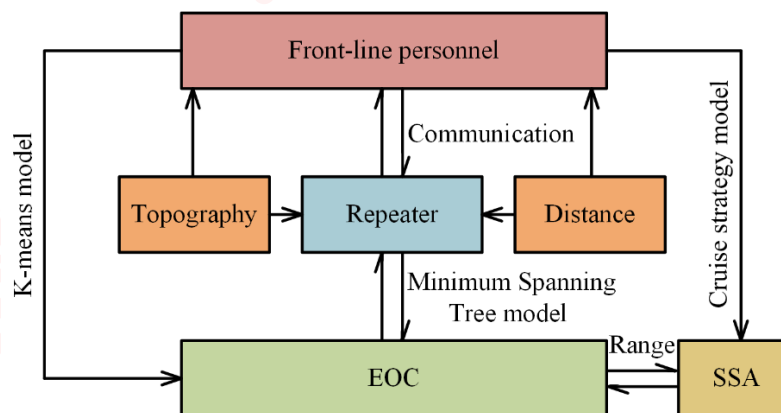 Front-line personnel
Communication
K-means model
Cruise strategy model
Topography
Repeater
Distance
Minimum Spanning
Tree model
Range
EOC
SSA